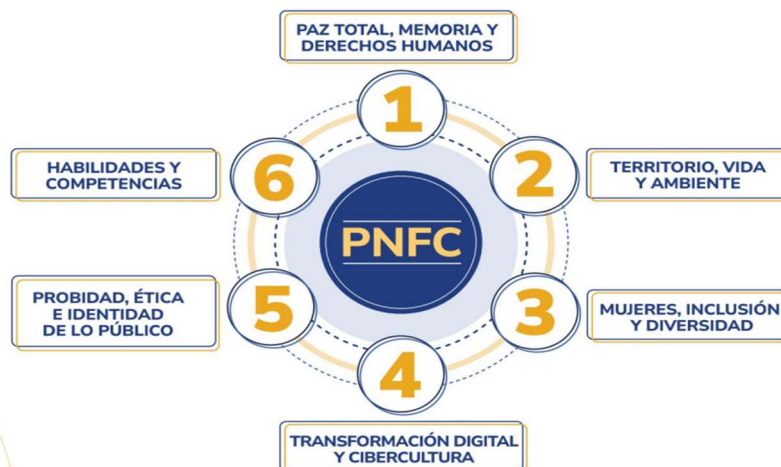 PAZ TOTAL, MEMORIA Y
DERECHOS HUMANOS
1
6
2
HABILIDADES Y
COMPETENCIAS
TERRITORIO, VIDA
Y AMBIENTE
PNFC
5
3
PROBIDAD, ÉTICA
E IDENTIDAD
DE LO PÚBLICO
MUJERES, INCLUSIÓN
Y DIVERSIDAD
4
TRANSFORMACIÓN DIGITAL
Y CIBERCULTURA